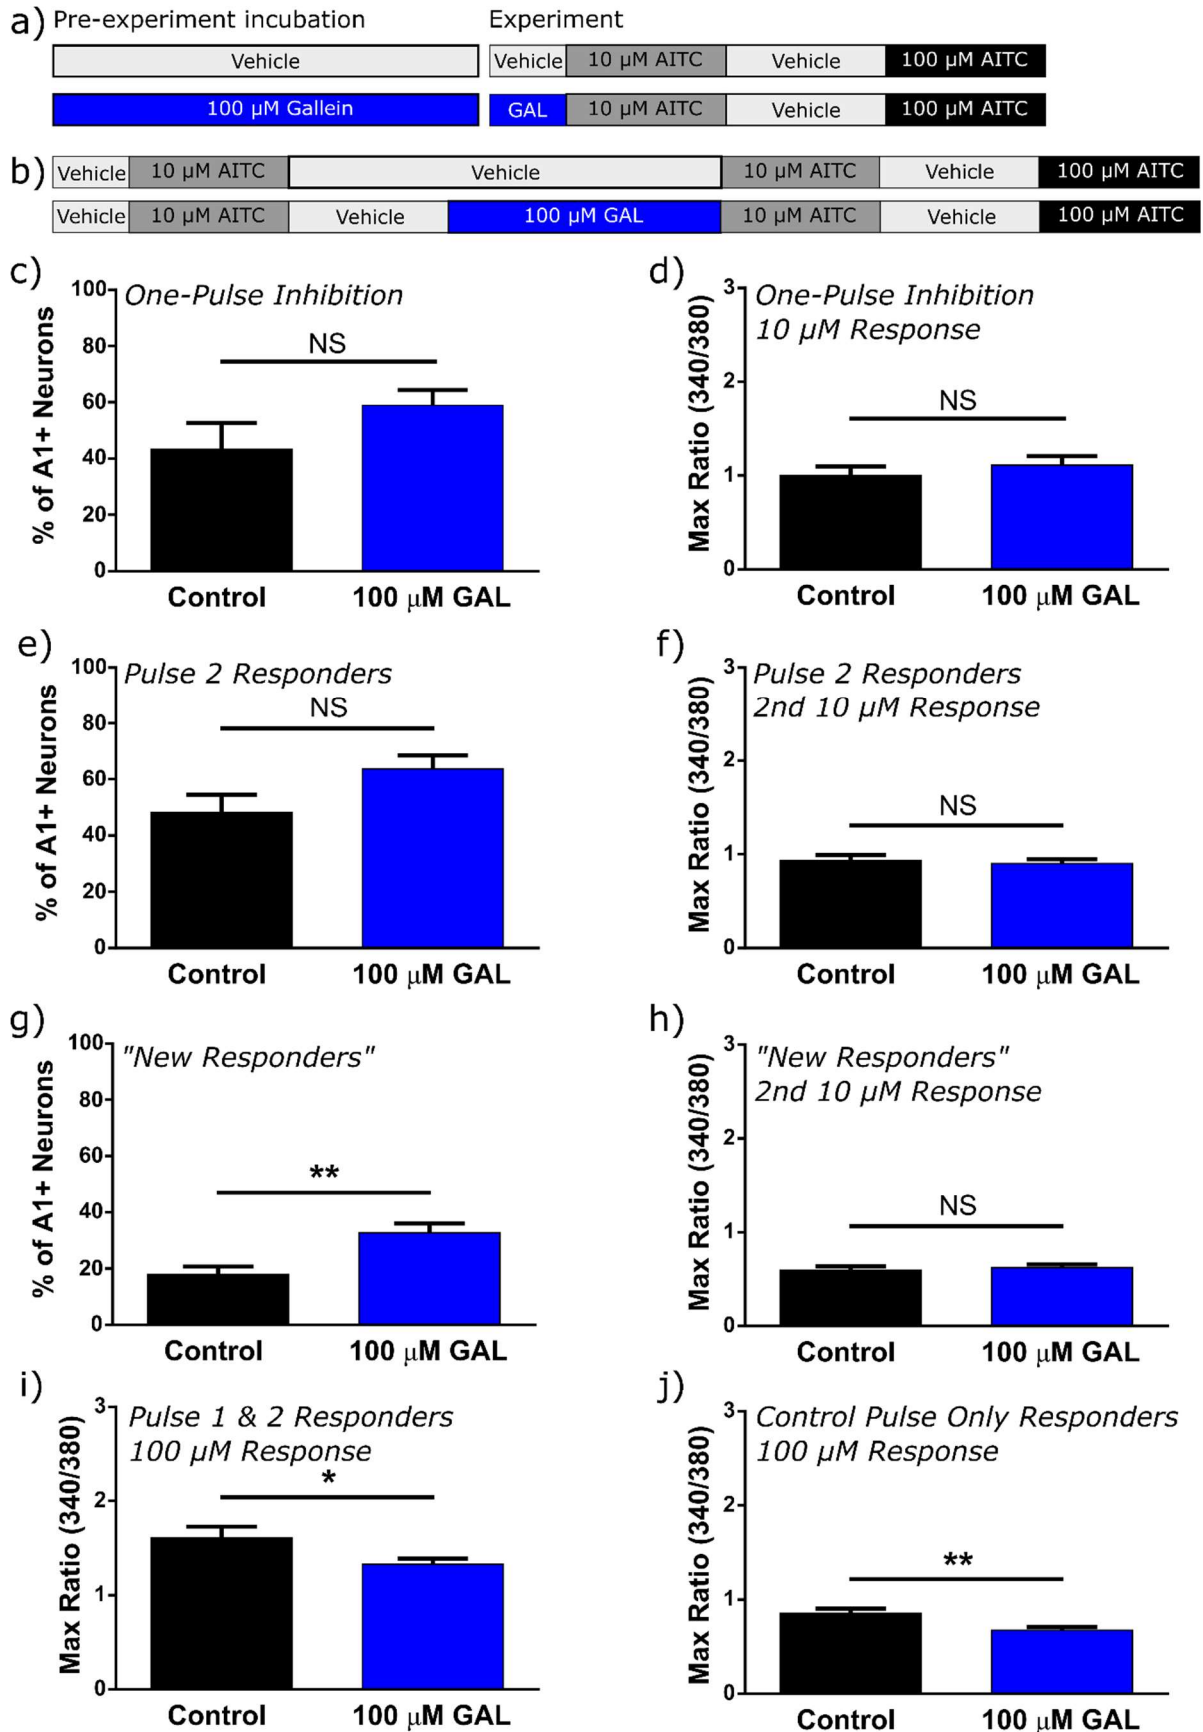 a) Pre-experiment incubation Experiment
Vehicle Vehicle 10 µM AITC Vehicle 100 µM AITC
100 µM Gallein GAL 10 µM AITC Vehicle 100 µM AITC
b) Vehicle 10 µM AITC Vehicle 10 µM AITC Vehicle 100 µM AITC
Vehicle 10 µM AITC Vehicle 100 µM GAL 10 µM AITC Vehicle 100 µM AITC
c)
One-Pulse Inhibition
% of A1+ Neurons
100
80
60
40
20
0
NS
Control 100 µM GAL
d)
One-Pulse Inhibition
10 µM Response
Max Ratio (340/380)
3
2
1
0
NS
Control 100 µM GAL
e)
Pulse 2 Responders
% of A1+ Neurons
100
80
60
40
20
0
NS
Control 100 µM GAL
f)
Pulse 2 Responders
2nd 10 µM Response
Max Ratio (340/380)
3
2
1
0
NS
Control 100 µM GAL
g)
"New Responders"
% of A1+ Neurons
100
80
60
40
20
0
**
Control 100 µM GAL
h)
"New Responders"
2nd 10 µM Response
Max Ratio (340/380)
3
2
1
0
NS
Control 100 µM GAL
i)
Pulse 1 & 2 Responders
100 µM Response
Max Ratio (340/380)
3
2
1
0
*
Control 100 µM GAL
j)
Control Pulse Only Responders
100 µM Response
Max Ratio (340/380)
3
2
1
0
**
Control 100 µM GAL